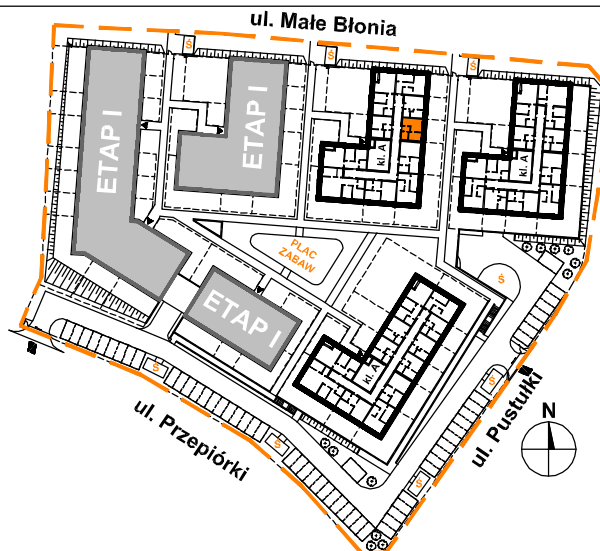 ul. Małe Błonia
Ś
Ś
Ś
ETAP I
ETAP I
kl. A
kl. A
PLAC
ZABAW
Ś
ETAP I
kl. A
Ś
Ś
ul. Przepiórki
Ś
Ś
ul. Pustułki
N